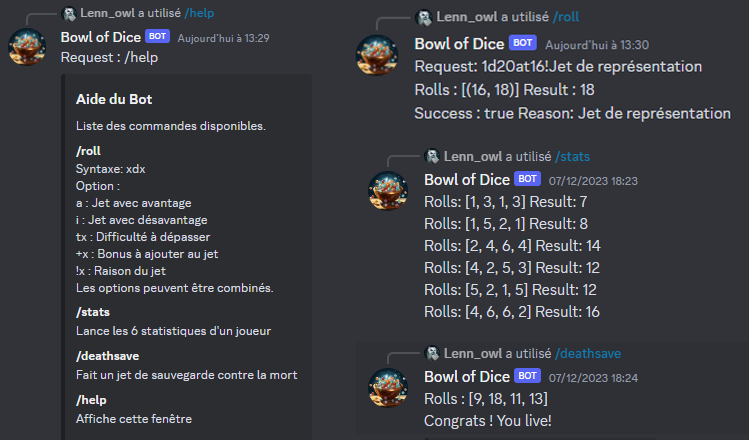 Lenn_owl a utilisé /help
Bowl of Dice BOT Aujourd'hui à 13:29
Request : /help
Aide du Bot
Liste des commandes disponibles.
/roll
Syntaxe: xdx
Option :
a : Jet avec avantage
i : Jet avec désavantage
tx : Difficulté à dépasser
+x : Bonus à ajouter au jet
!x : Raison du jet
Les options peuvent être combinés.
/stats
Lance les 6 statistiques d'un joueur
/deathsave
Fait un jet de sauvegarde contre la mort
/help
Affiche cette fenêtre
Lenn_owl a utilisé /roll
Bowl of Dice BOT Aujourd'hui à 13:30
Request: 1d20at16!Jet de représentation
Rolls : [(16, 18)] Result : 18
Success : true Reason: Jet de représentation
Lenn_owl a utilisé /stats
Bowl of Dice BOT 07/12/2023 18:23
Rolls: [1, 3, 1, 3] Result: 7
Rolls: [1, 5, 2, 1] Result: 8
Rolls: [2, 4, 6, 4] Result: 14
Rolls: [4, 2, 5, 3] Result: 12
Rolls: [5, 2, 1, 5] Result: 12
Rolls: [4, 6, 6, 2] Result: 16
Lenn_owl a utilisé /deathsave
Bowl of Dice BOT 07/12/2023 18:24
Rolls : [9, 18, 11, 13]
Congrats ! You live!